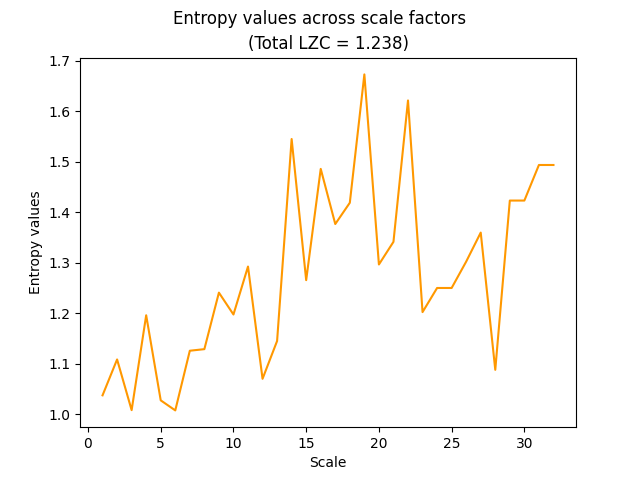 Entropy values across scale factors
(Total LZC = 1.238)
1.7
1.6
1.5
1.4
1.3
1.2
1.1
1.0
Entropy values
0 5 10 15 20 25 30
Scale